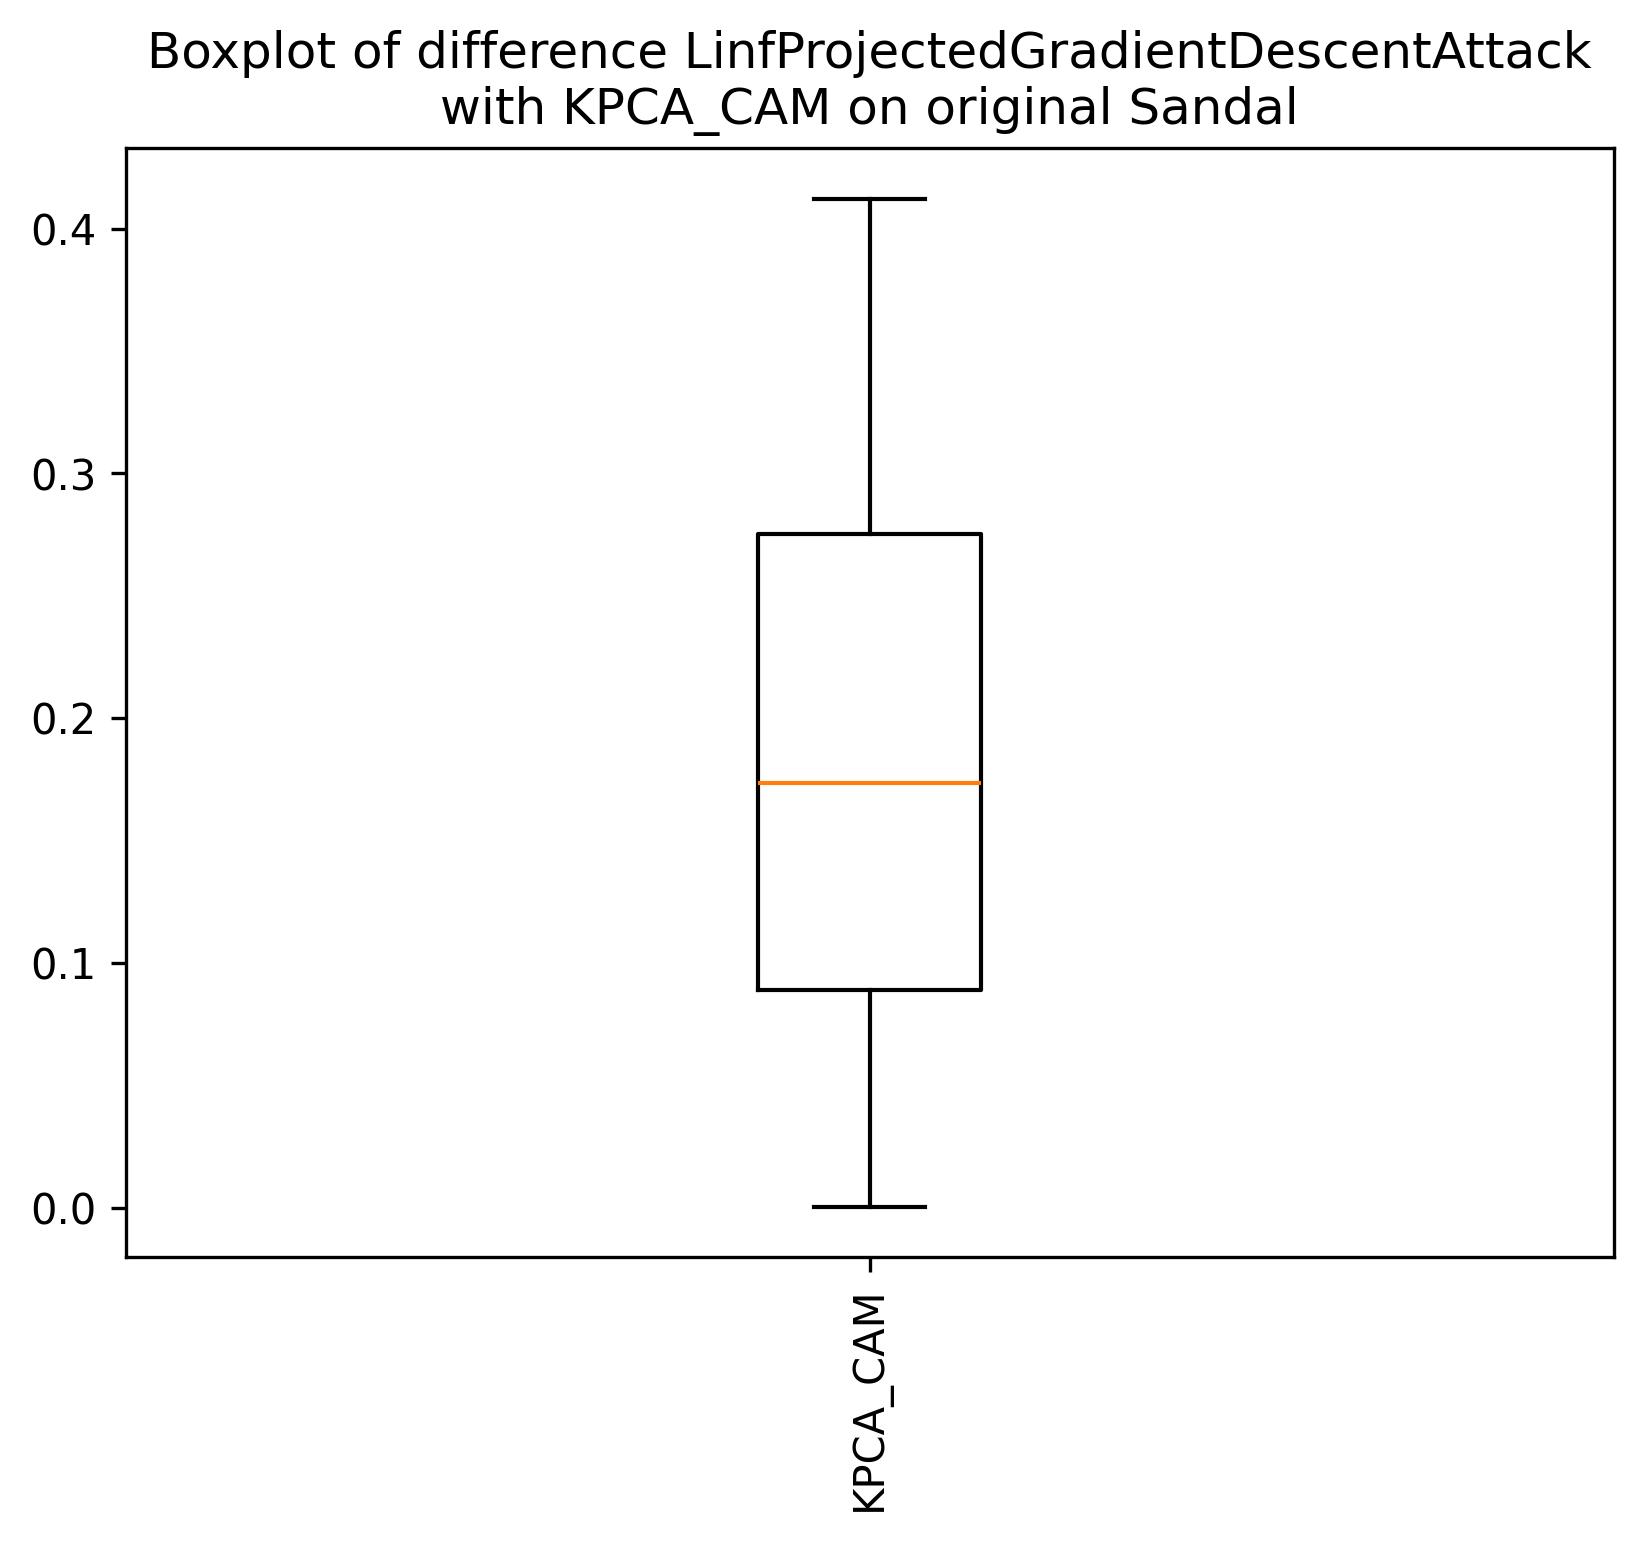 Boxplot of difference LinfProjectedGradientDescentAttack
with KPCA_CAM on original Sandal
0.4
0.3
0.2
0.1
0.0
KPCA_CAM